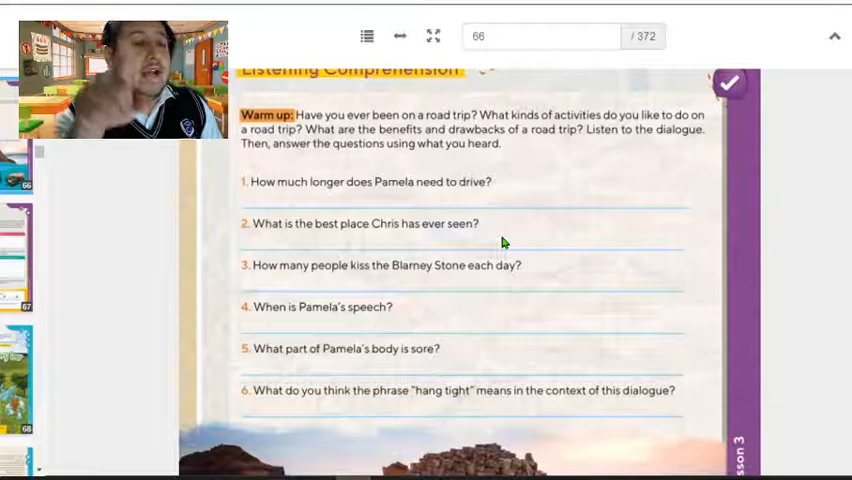 66
/ 372
Listening Comprehension
Warm up: Have you ever been on a road trip? What kinds of activities do you like to do on
a road trip? What are the benefits and drawbacks of a road trip? Listen to the dialogue.
Then, answer the questions using what you heard.
1. How much longer does Pamela need to drive?
2. What is the best place Chris has ever seen?
3. How many people kiss the Blarney Stone each day?
4. When is Pamela's speech?
5. What part of Pamela's body is sore?
6. What do you think the phrase "hang tight" means in the context of this dialogue?
66
67
68
sson 3